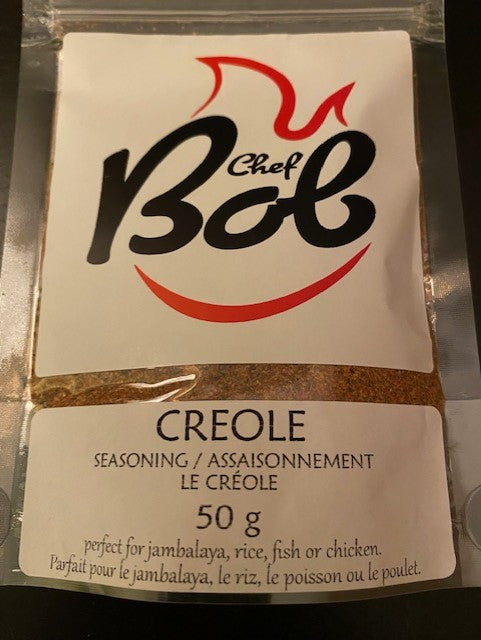 Chef
Bob
CREOLE
SEASONING / ASSAISONNEMENT
LE CRÉOLE
50 g
perfect for jambalaya, rice, fish or chicken.
Parfait pour le jambalaya, le riz, le poisson ou le poulet.